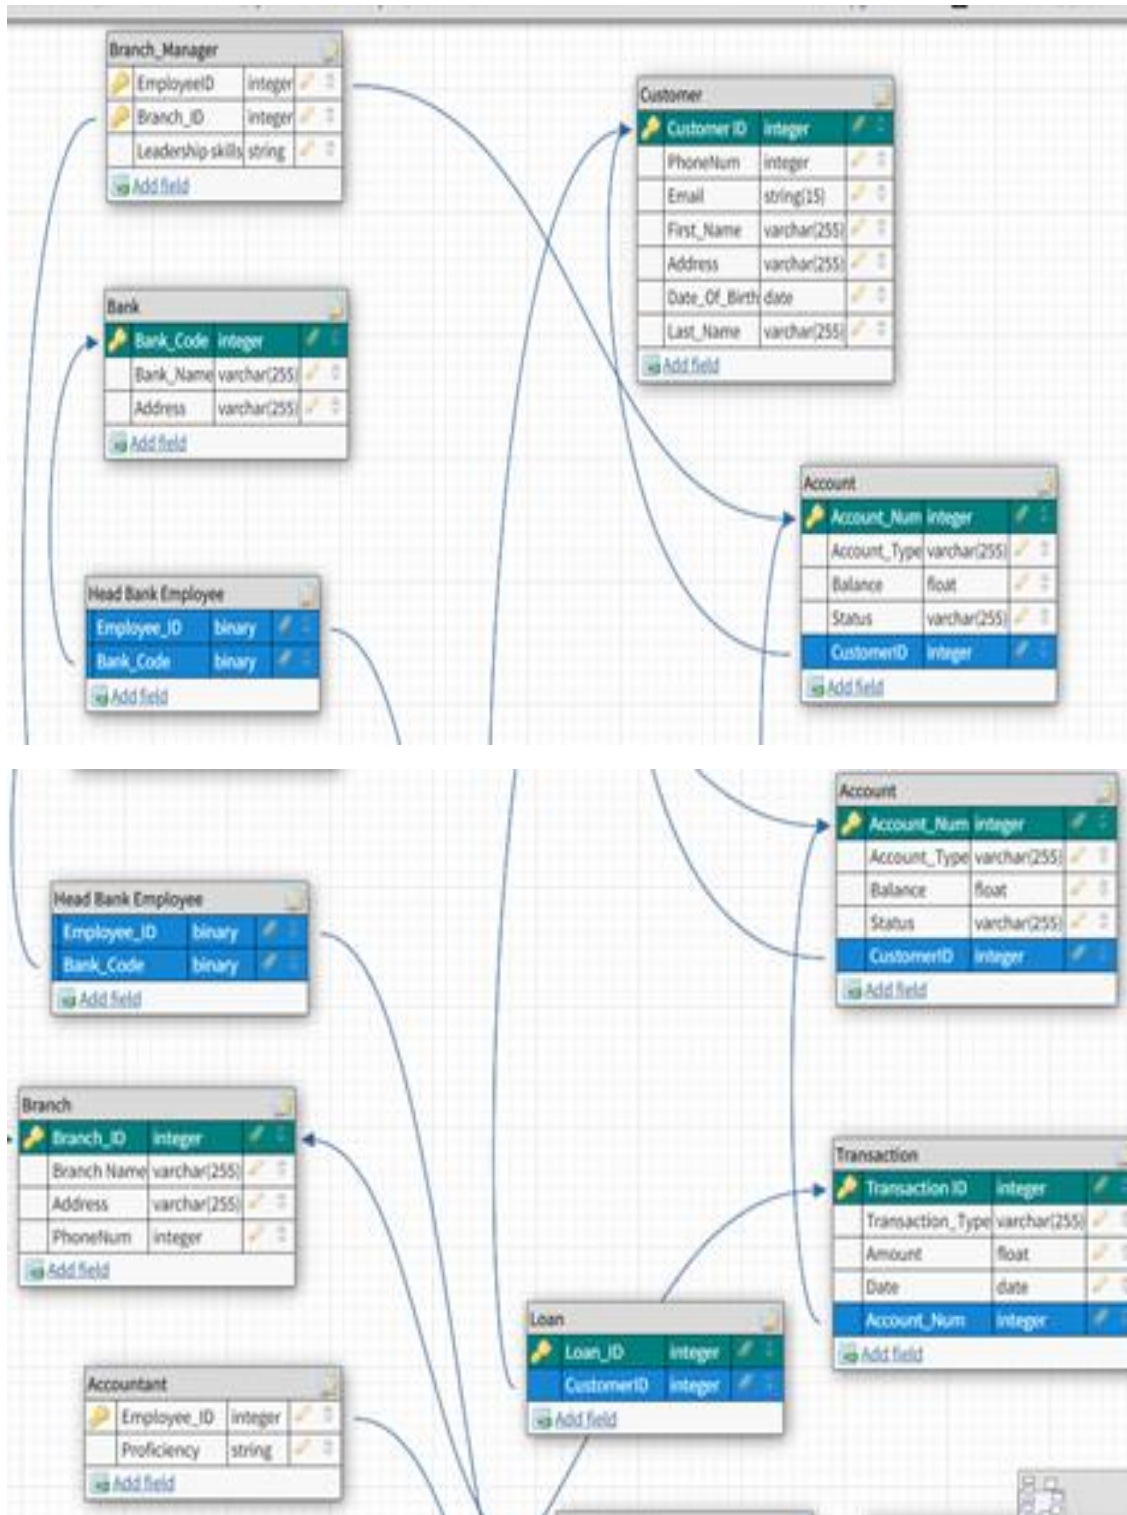 Branch_Manager
EmployeeID integer
Branch_ID integer
Leadership skills string
Add field
Customer
Customer ID integer
PhoneNum integer
Email string(15)
First_Name varchar(255)
Address varchar(255)
Date_Of_Birth date
Last_Name varchar(255)
Add field
Bank
Bank_Code integer
Bank_Name varchar(255)
Address varchar(255)
Add field
Account
Account_Num integer
Account_Type varchar(255)
Balance float
Status varchar(255)
CustomerID integer
Add field
Head Bank Employee
Employee_ID binary
Bank_Code binary
Add field
Account
Account_Num integer
Account_Type varchar(255)
Balance float
Status varchar(255)
CustomerID integer
Add field
Head Bank Employee
Employee_ID binary
Bank_Code binary
Add field
Branch
Branch_ID integer
Branch Name varchar(255)
Address varchar(255)
PhoneNum integer
Add field
Transaction
Transaction ID integer
Transaction_Type varchar(255)
Amount float
Date date
Account_Num integer
Add field
Loan
Loan_ID integer
CustomerID integer
Add field
Accountant
Employee_ID integer
Proficiency string
Add field